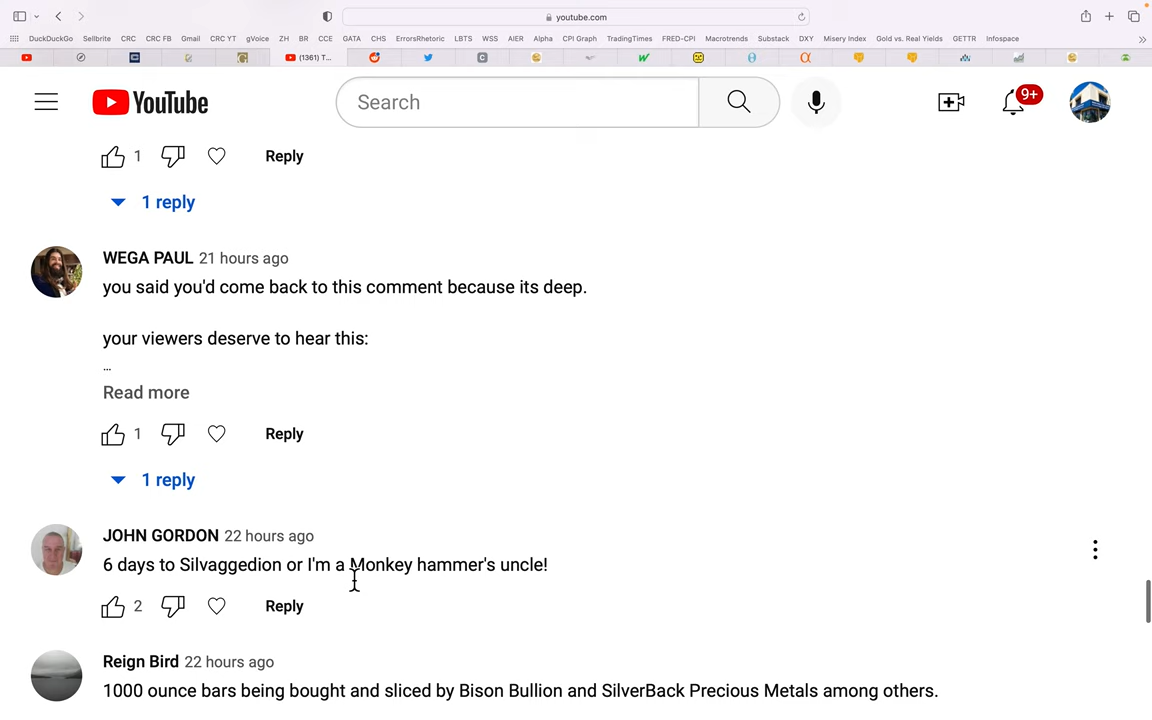 youtube.com
DuckDuckGo Sellbrite CRC CRC FB Gmail CRC YT gVoice ZH BR CCE GATA CHS ErrorsRhetoric LBTS WSS AIER Alpha CPI Graph TradingTimes FRED-CPI Macrotrends Substack DXY Misery Index Gold vs. Real Yields GETTR Infospace
(1361) T...
YouTube
Search
9+
1 Reply
1 reply
WEGA PAUL 21 hours ago
you said you'd come back to this comment because its deep.
your viewers deserve to hear this:
...
Read more
1 Reply
1 reply
JOHN GORDON 22 hours ago
6 days to Silvaggedion or I'm a Monkey hammer's uncle!
2 Reply
Reign Bird 22 hours ago
1000 ounce bars being bought and sliced by Bison Bullion and SilverBack Precious Metals among others.